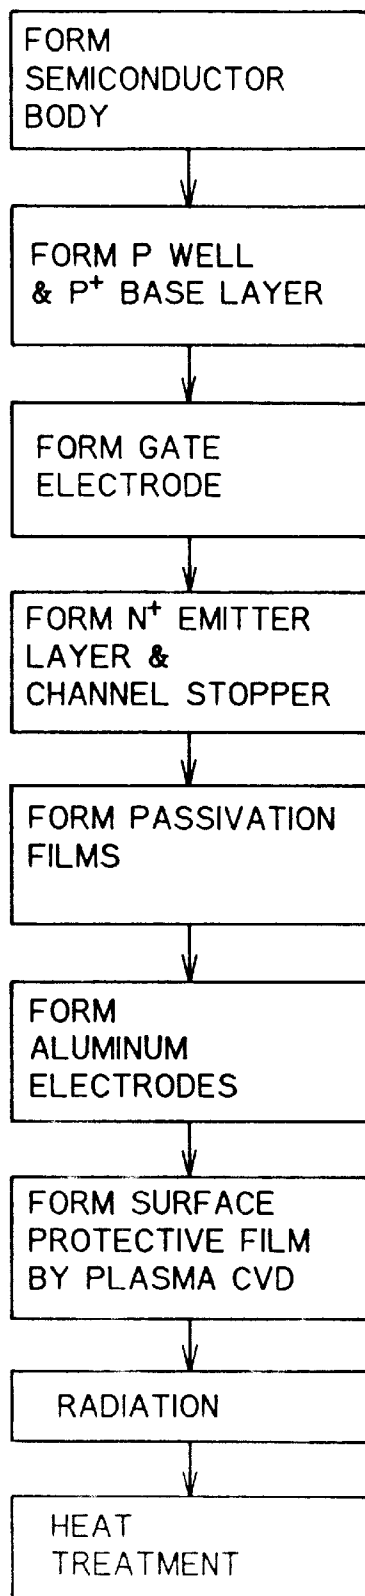 FORM
SEMICONDUCTOR
BODY
FORM P WELL
& P⁺ BASE LAYER
FORM GATE
ELECTRODE
FORM N⁺ EMITTER
LAYER &
CHANNEL STOPPER
FORM PASSIVATION
FILMS
FORM
ALUMINUM
ELECTRODES
FORM SURFACE
PROTECTIVE FILM
BY PLASMA CVD
RADIATION
HEAT
TREATMENT